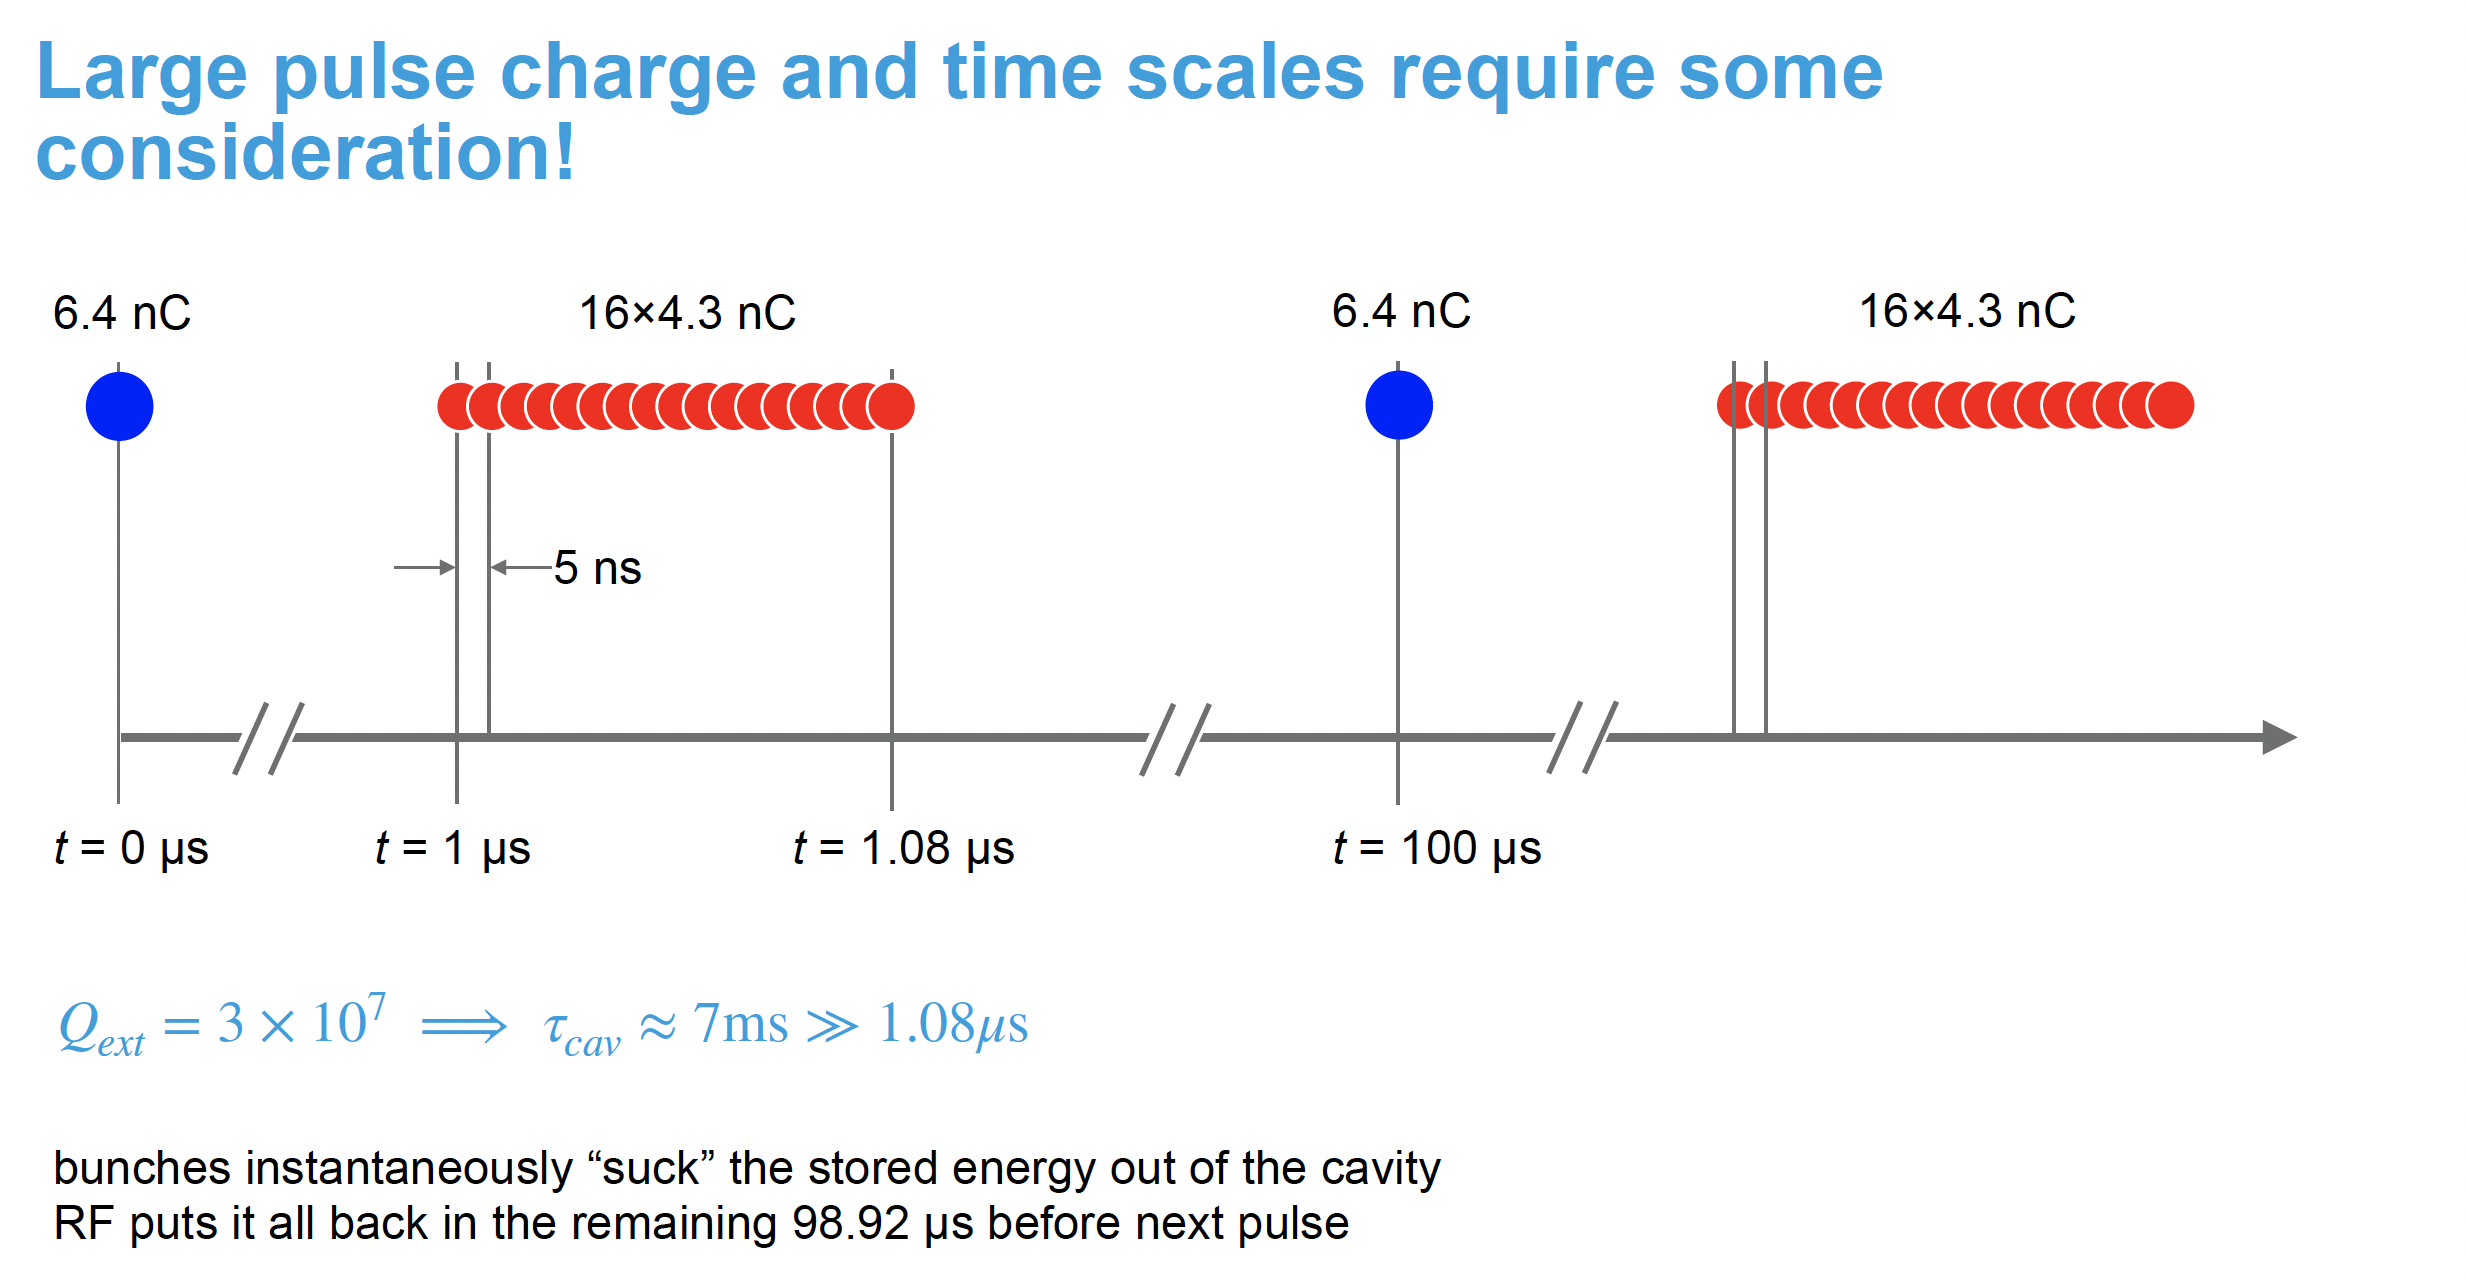 Large pulse charge and time scales require some
consideration!
6.4 nC
16×4.3 nC
6.4 nC
16×4.3 nC
5 ns
t = 0 µs
t = 1 µs
t = 1.08 µs
t = 100 µs
Q_ext = 3 × 10^7 ⟹ τ_cav ≈ 7ms ≫ 1.08μs
bunches instantaneously “suck” the stored energy out of the cavity
RF puts it all back in the remaining 98.92 µs before next pulse